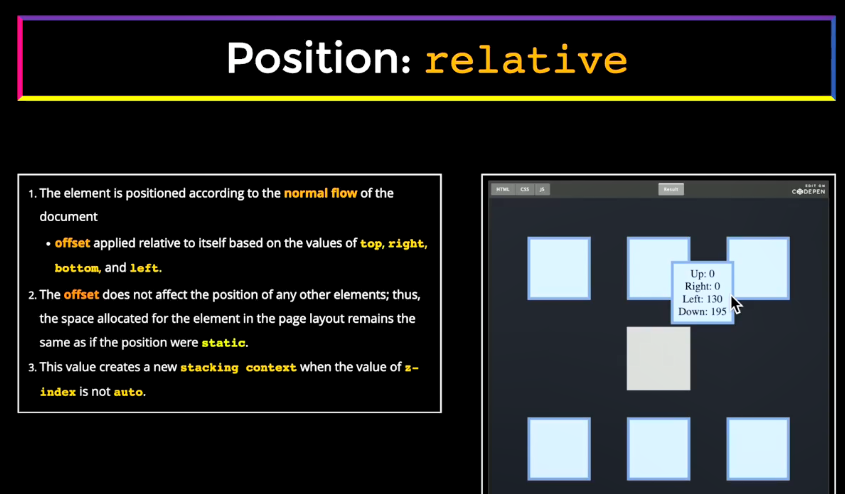 Position: relative
1. The element is positioned according to the normal flow of the
document
• offset applied relative to itself based on the values of top, right,
bottom, and left.
2. The offset does not affect the position of any other elements; thus,
the space allocated for the element in the page layout remains the
same as if the position were static.
3. This value creates a new stacking context when the value of z-
index is not auto.
HTML CSS JS Result EDIT ON
CODEPEN
Up: 0
Right: 0
Left: 130
Down: 195